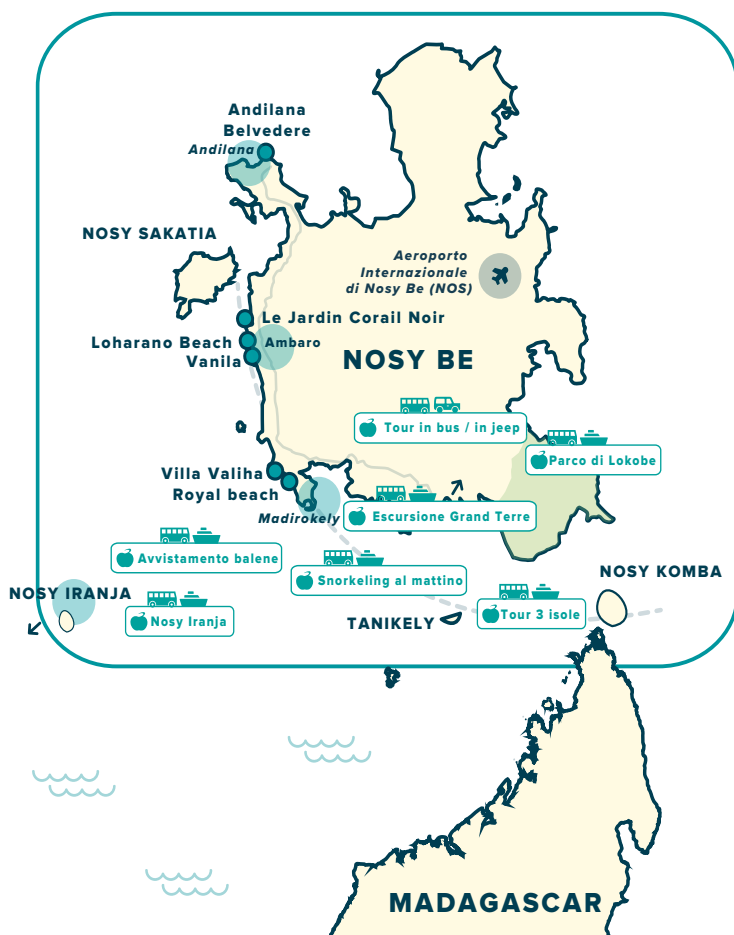 Andilana
Belvedere
Andilana
NOSY SAKATIA
Aeroporto
Internazionale
di Nosy Be (NOS)
Le Jardin Corail Noir
Loharano Beach
Ambaro
Vanila
NOSY BE
Tour in bus / in jeep
Parco di Lokobe
Villa Valiha
Royal beach
Madirokely
Escursione Grand Terre
Avvistamento balene
Snorkeling al mattino
NOSY KOMBA
NOSY IRANJA
Nosy Iranja
TANIKELY
Tour 3 isole
MADAGASCAR